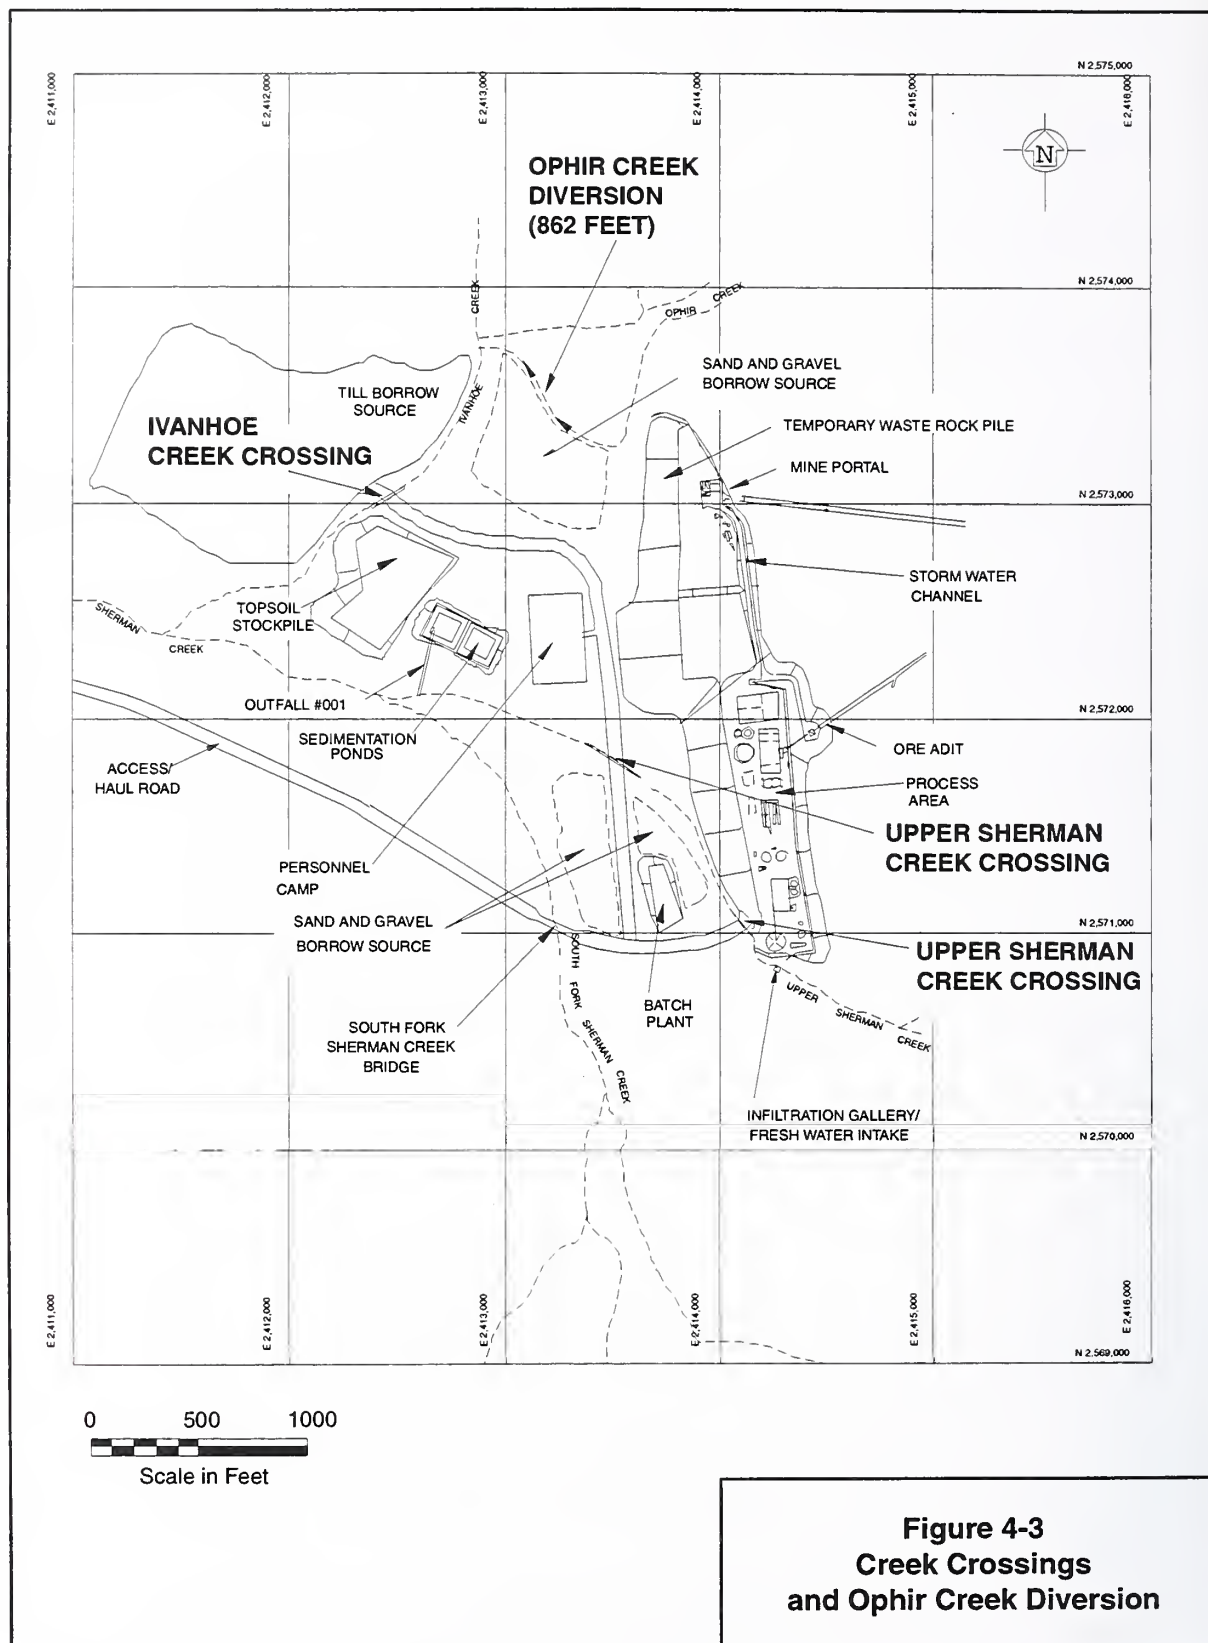 N 2,575,000
E 2,411,000
E 2,412,000
E 2,413,000
E 2,414,000
E 2,415,000
E 2,416,000
N
OPHIR CREEK
DIVERSION
(862 FEET)
N 2,574,000
CREEK
OPHIR
CREEK
SAND AND GRAVEL
BORROW SOURCE
TILL BORROW
SOURCE
IVANHOE
IVANHOE
CREEK CROSSING
TEMPORARY WASTE ROCK PILE
MINE PORTAL
N 2,573,000
STORM WATER
CHANNEL
TOPSOIL
STOCKPILE
SHERMAN
CREEK
OUTFALL #001
N 2,572,000
SEDIMENTATION
PONDS
ORE ADIT
ACCESS/
HAUL ROAD
PROCESS
AREA
UPPER SHERMAN
CREEK CROSSING
PERSONNEL
CAMP
SAND AND GRAVEL
BORROW SOURCE
N 2,571,000
UPPER SHERMAN
CREEK CROSSING
SOUTH
FORK
SHERMAN
CREEK
UPPER
SHERMAN
CREEK
BATCH
PLANT
SOUTH FORK
SHERMAN CREEK
BRIDGE
INFILTRATION GALLERY/
FRESH WATER INTAKE
N 2,570,000
E 2,411,000
E 2,412,000
E 2,413,000
E 2,414,000
E 2,415,000
E 2,416,000
N 2,569,000
0 500 1000
Scale in Feet
Figure 4-3
Creek Crossings
and Ophir Creek Diversion